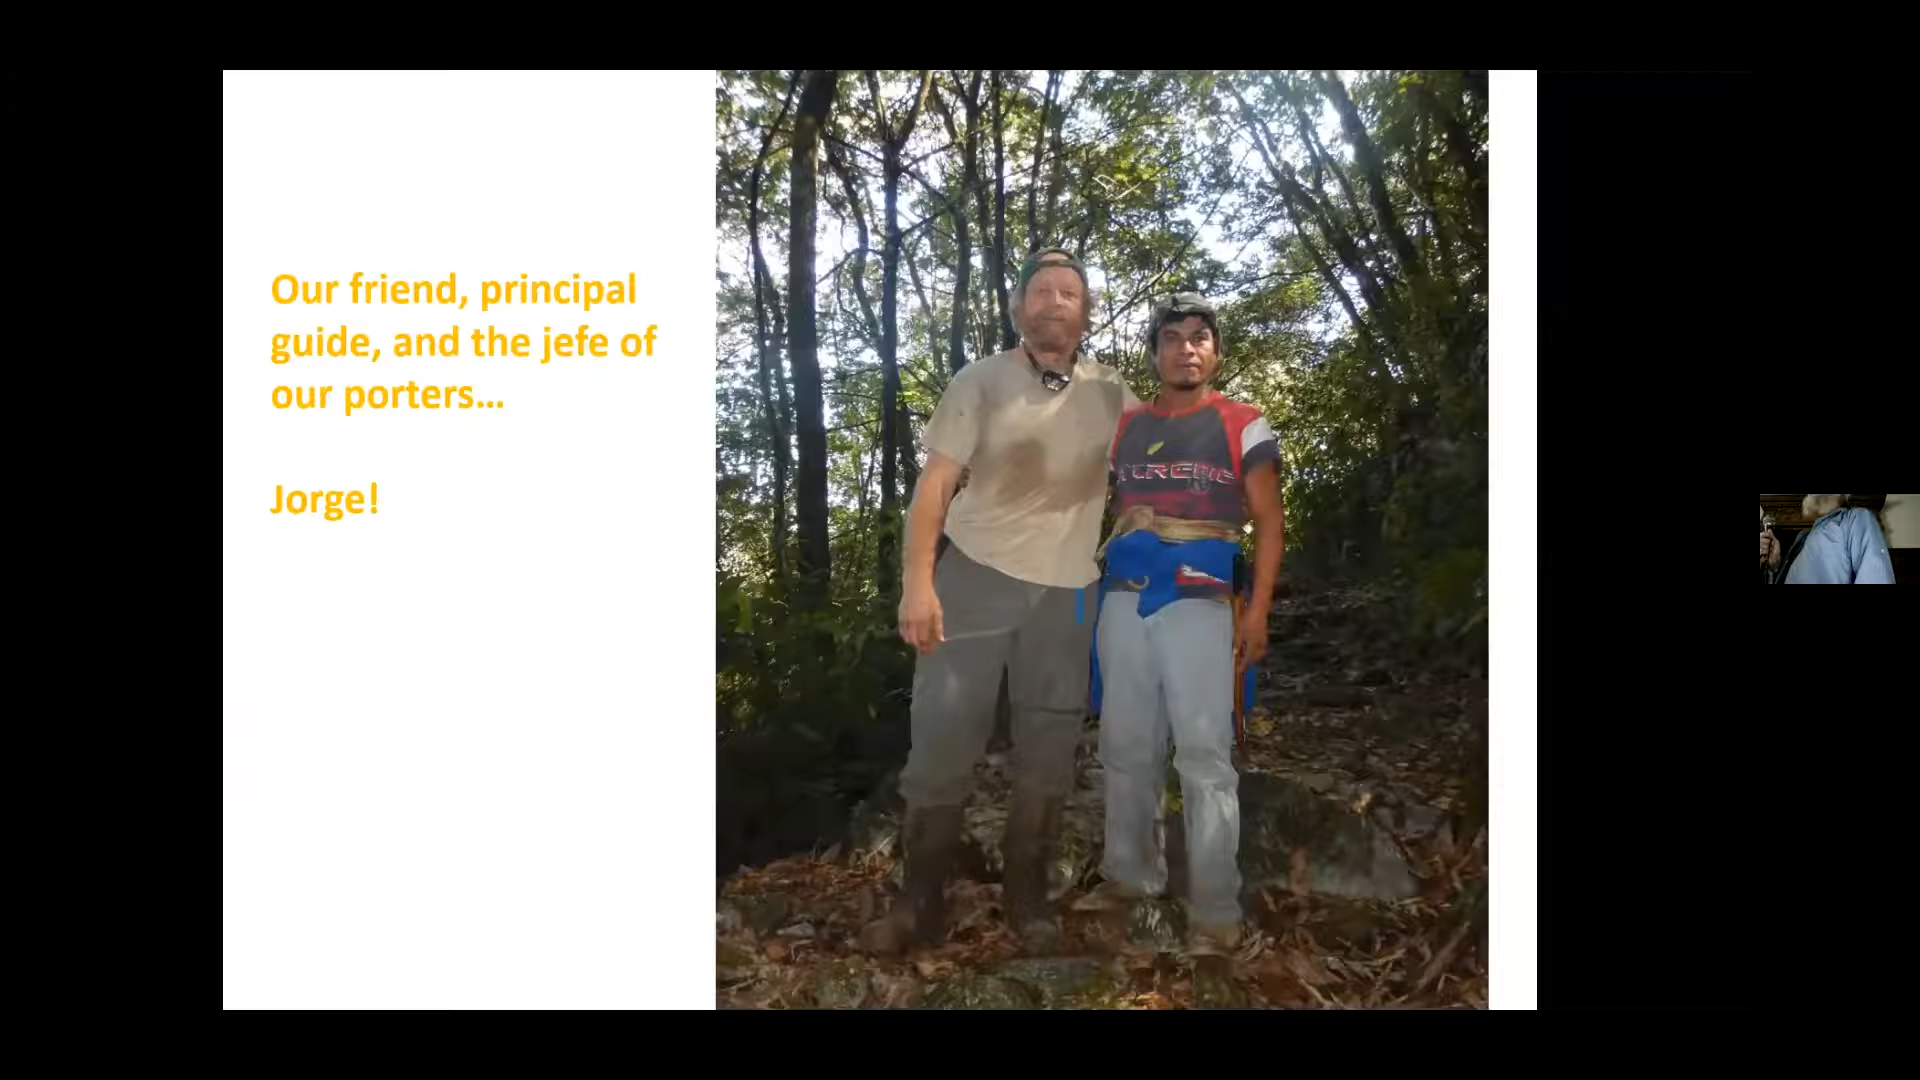 Our friend, principal
guide, and the jefe of
our porters...

Jorge!